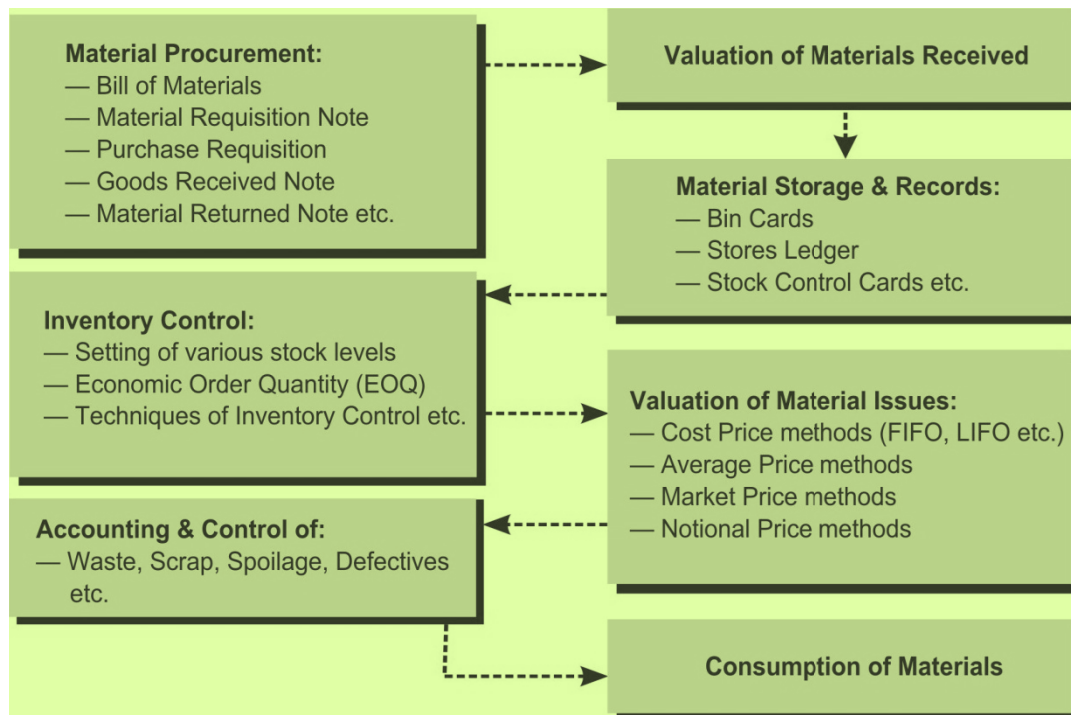 Material Procurement:
— Bill of Materials
— Material Requisition Note
— Purchase Requisition
— Goods Received Note
— Material Returned Note etc.
Valuation of Materials Received
Material Storage & Records:
— Bin Cards
— Stores Ledger
— Stock Control Cards etc.
Inventory Control:
— Setting of various stock levels
— Economic Order Quantity (EOQ)
— Techniques of Inventory Control etc.
Valuation of Material Issues:
— Cost Price methods (FIFO, LIFO etc.)
— Average Price methods
— Market Price methods
— Notional Price methods
Accounting & Control of:
— Waste, Scrap, Spoilage, Defectives
etc.
Consumption of Materials